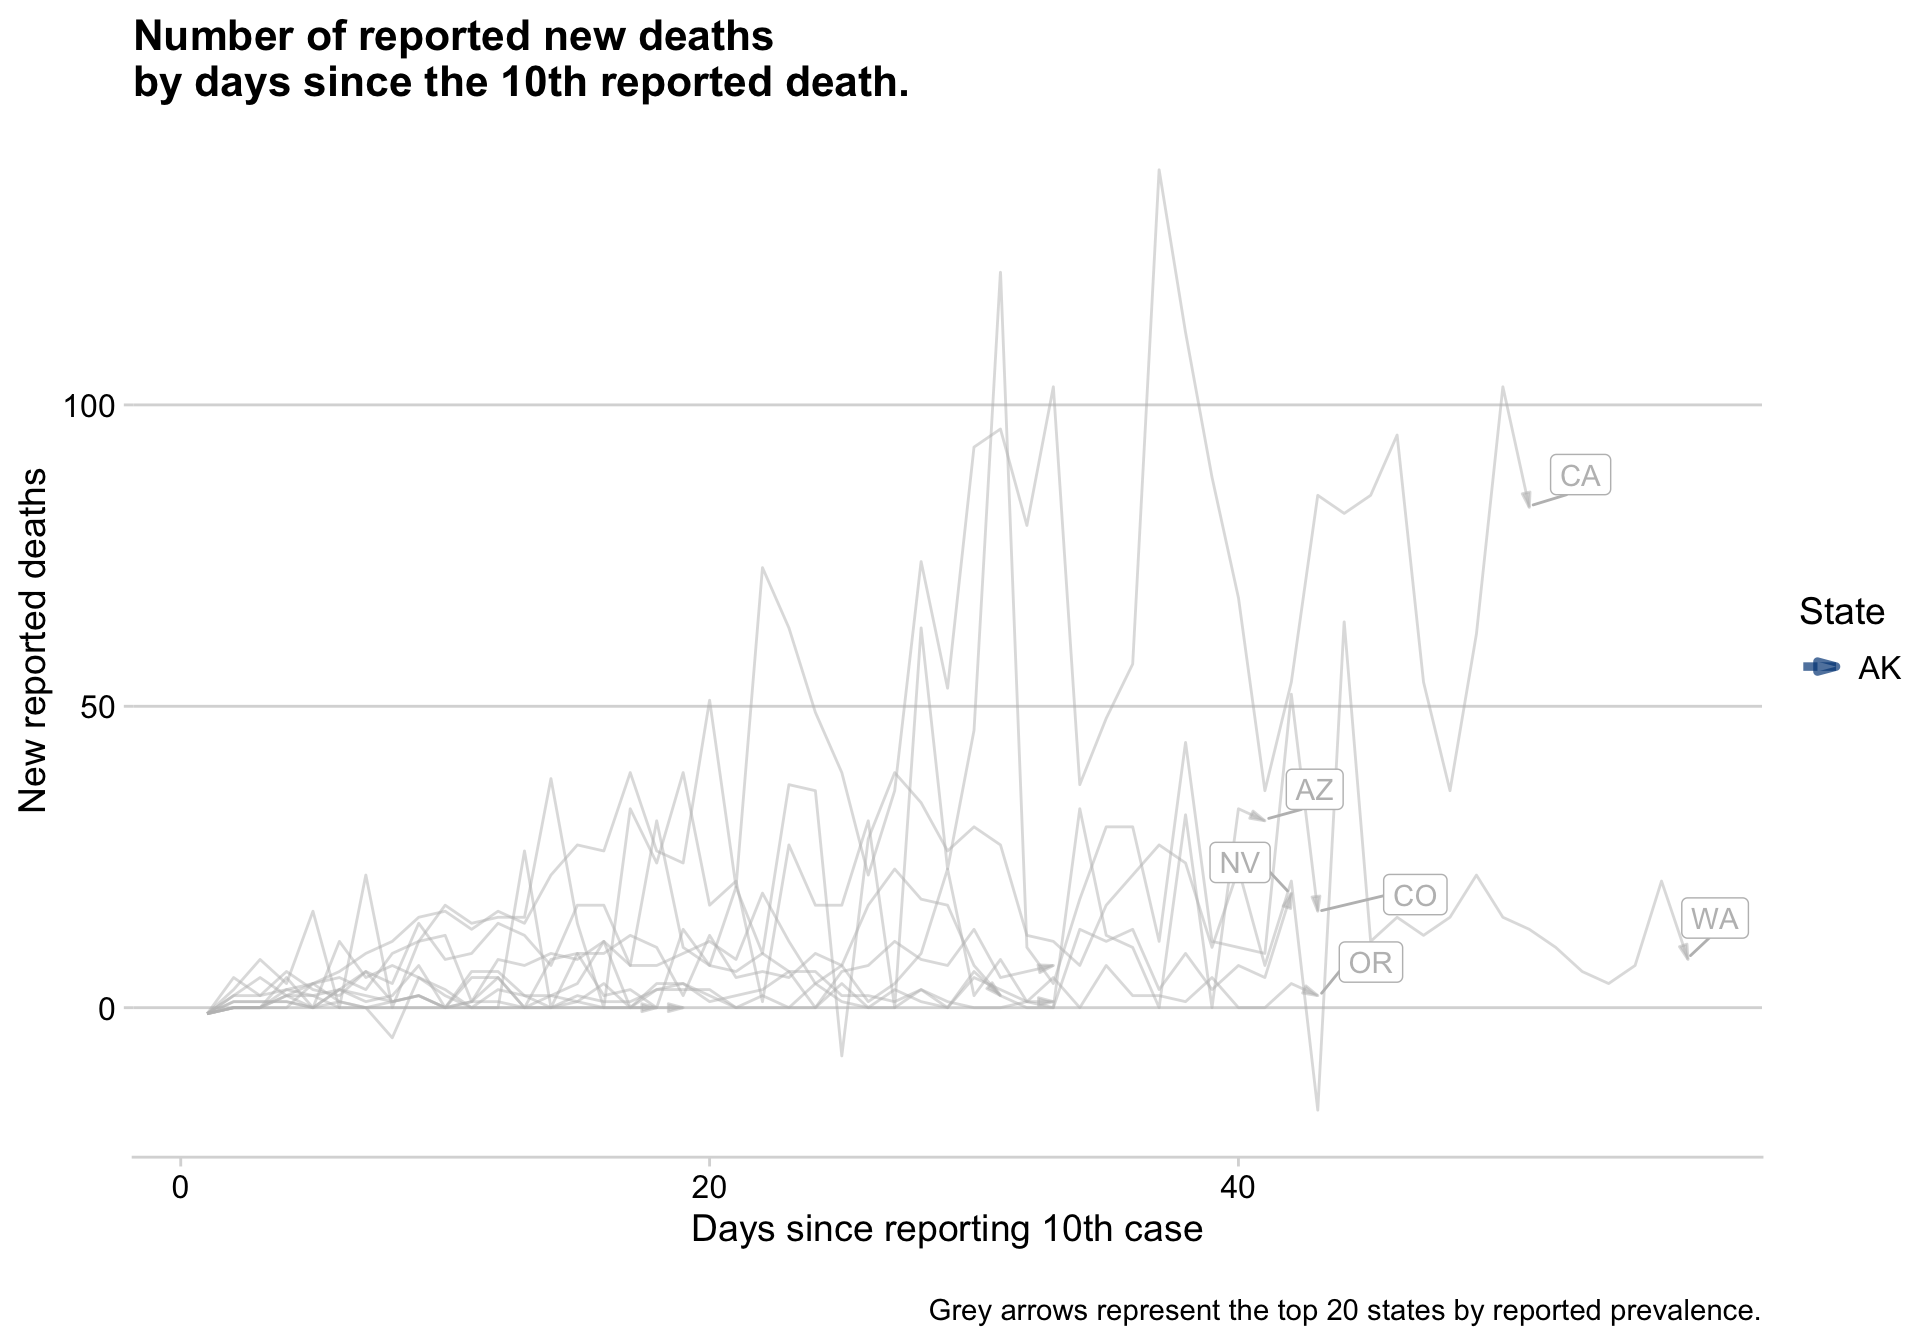 Number of reported new deaths
by days since the 10th reported death.
100
50
0
New reported deaths
CA
AZ
NV
CO
WA
OR
State
AK
0
20
40
Days since reporting 10th case
Grey arrows represent the top 20 states by reported prevalence.